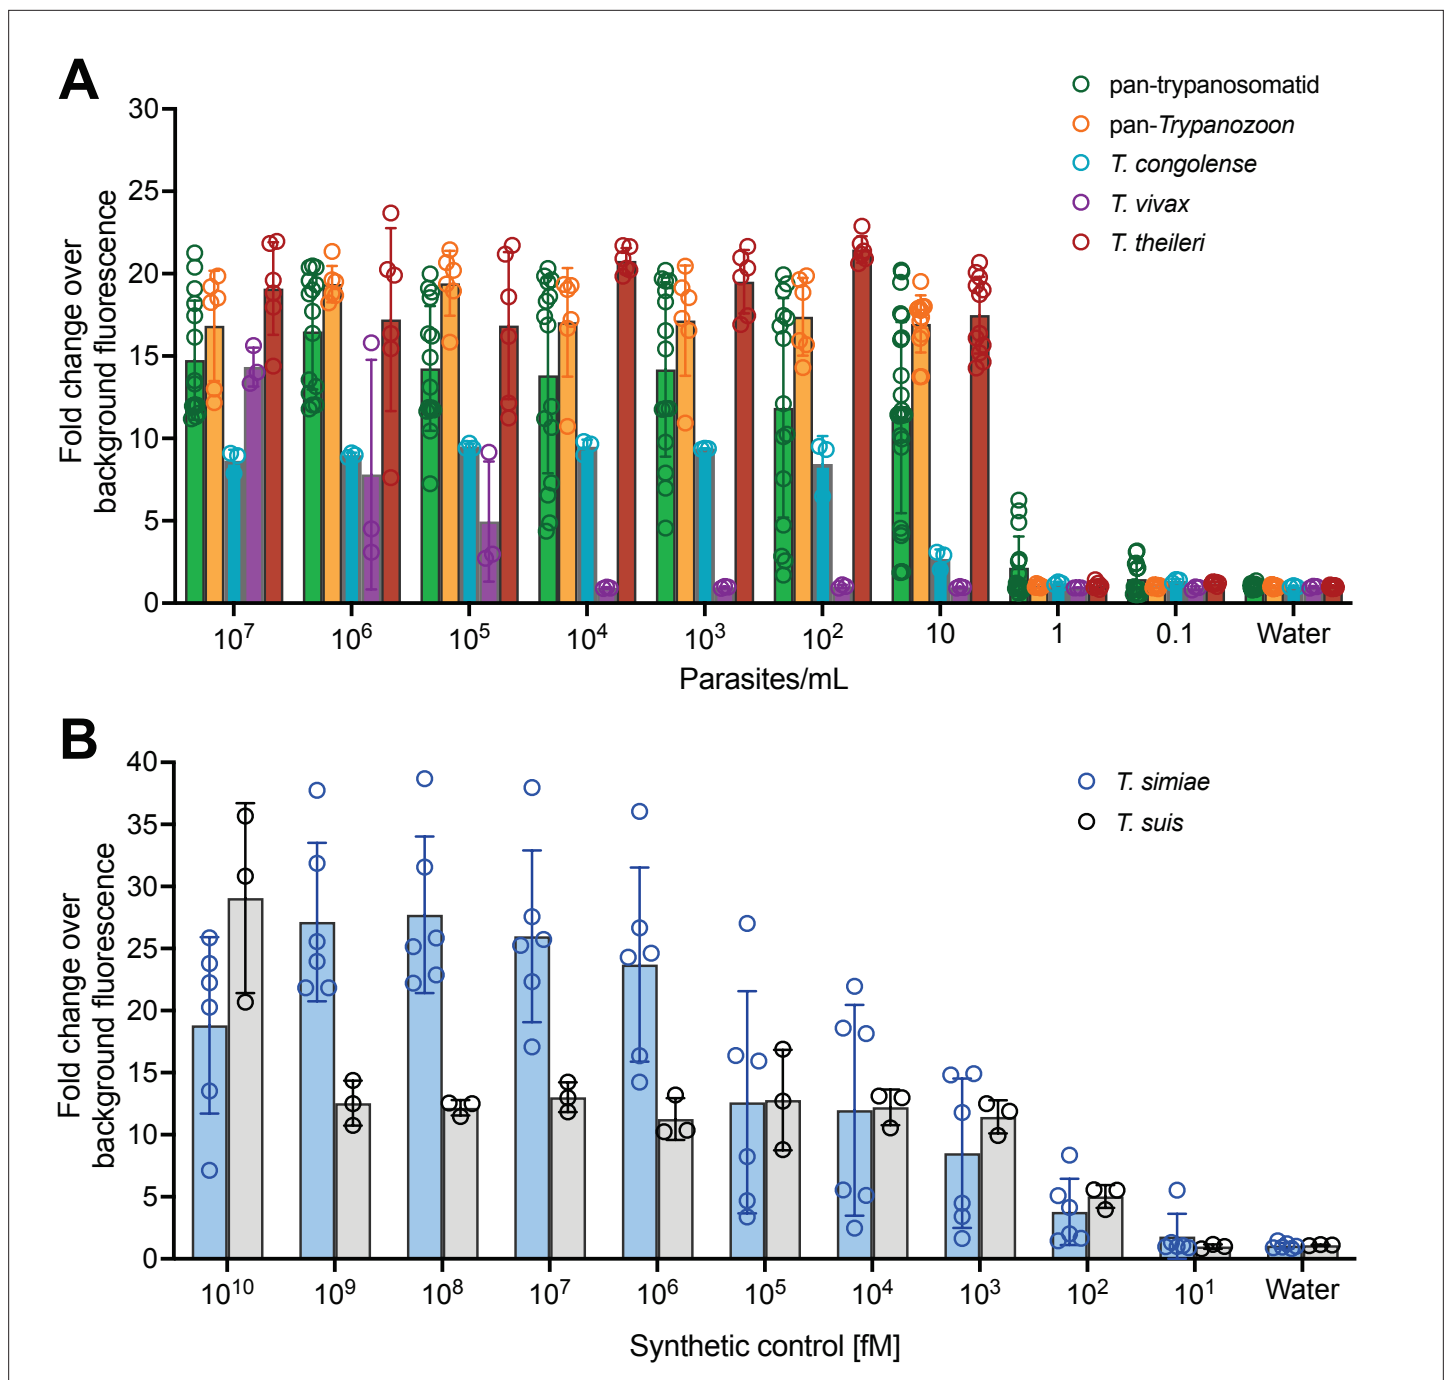 A
30
25
20
15
10
5
0
Fold change over
background fluorescence
pan-trypanosomatid
pan-Trypanozoon
T. congolense
T. vivax
T. theileri
10⁷ 10⁶ 10⁵ 10⁴ 10³ 10² 10 1 0.1 Water
Parasites/mL
B
40
35
30
25
20
15
10
5
0
Fold change over
background fluorescence
T. simiae
T. suis
10¹⁰ 10⁹ 10⁸ 10⁷ 10⁶ 10⁵ 10⁴ 10³ 10² 10¹ Water
Synthetic control [fM]